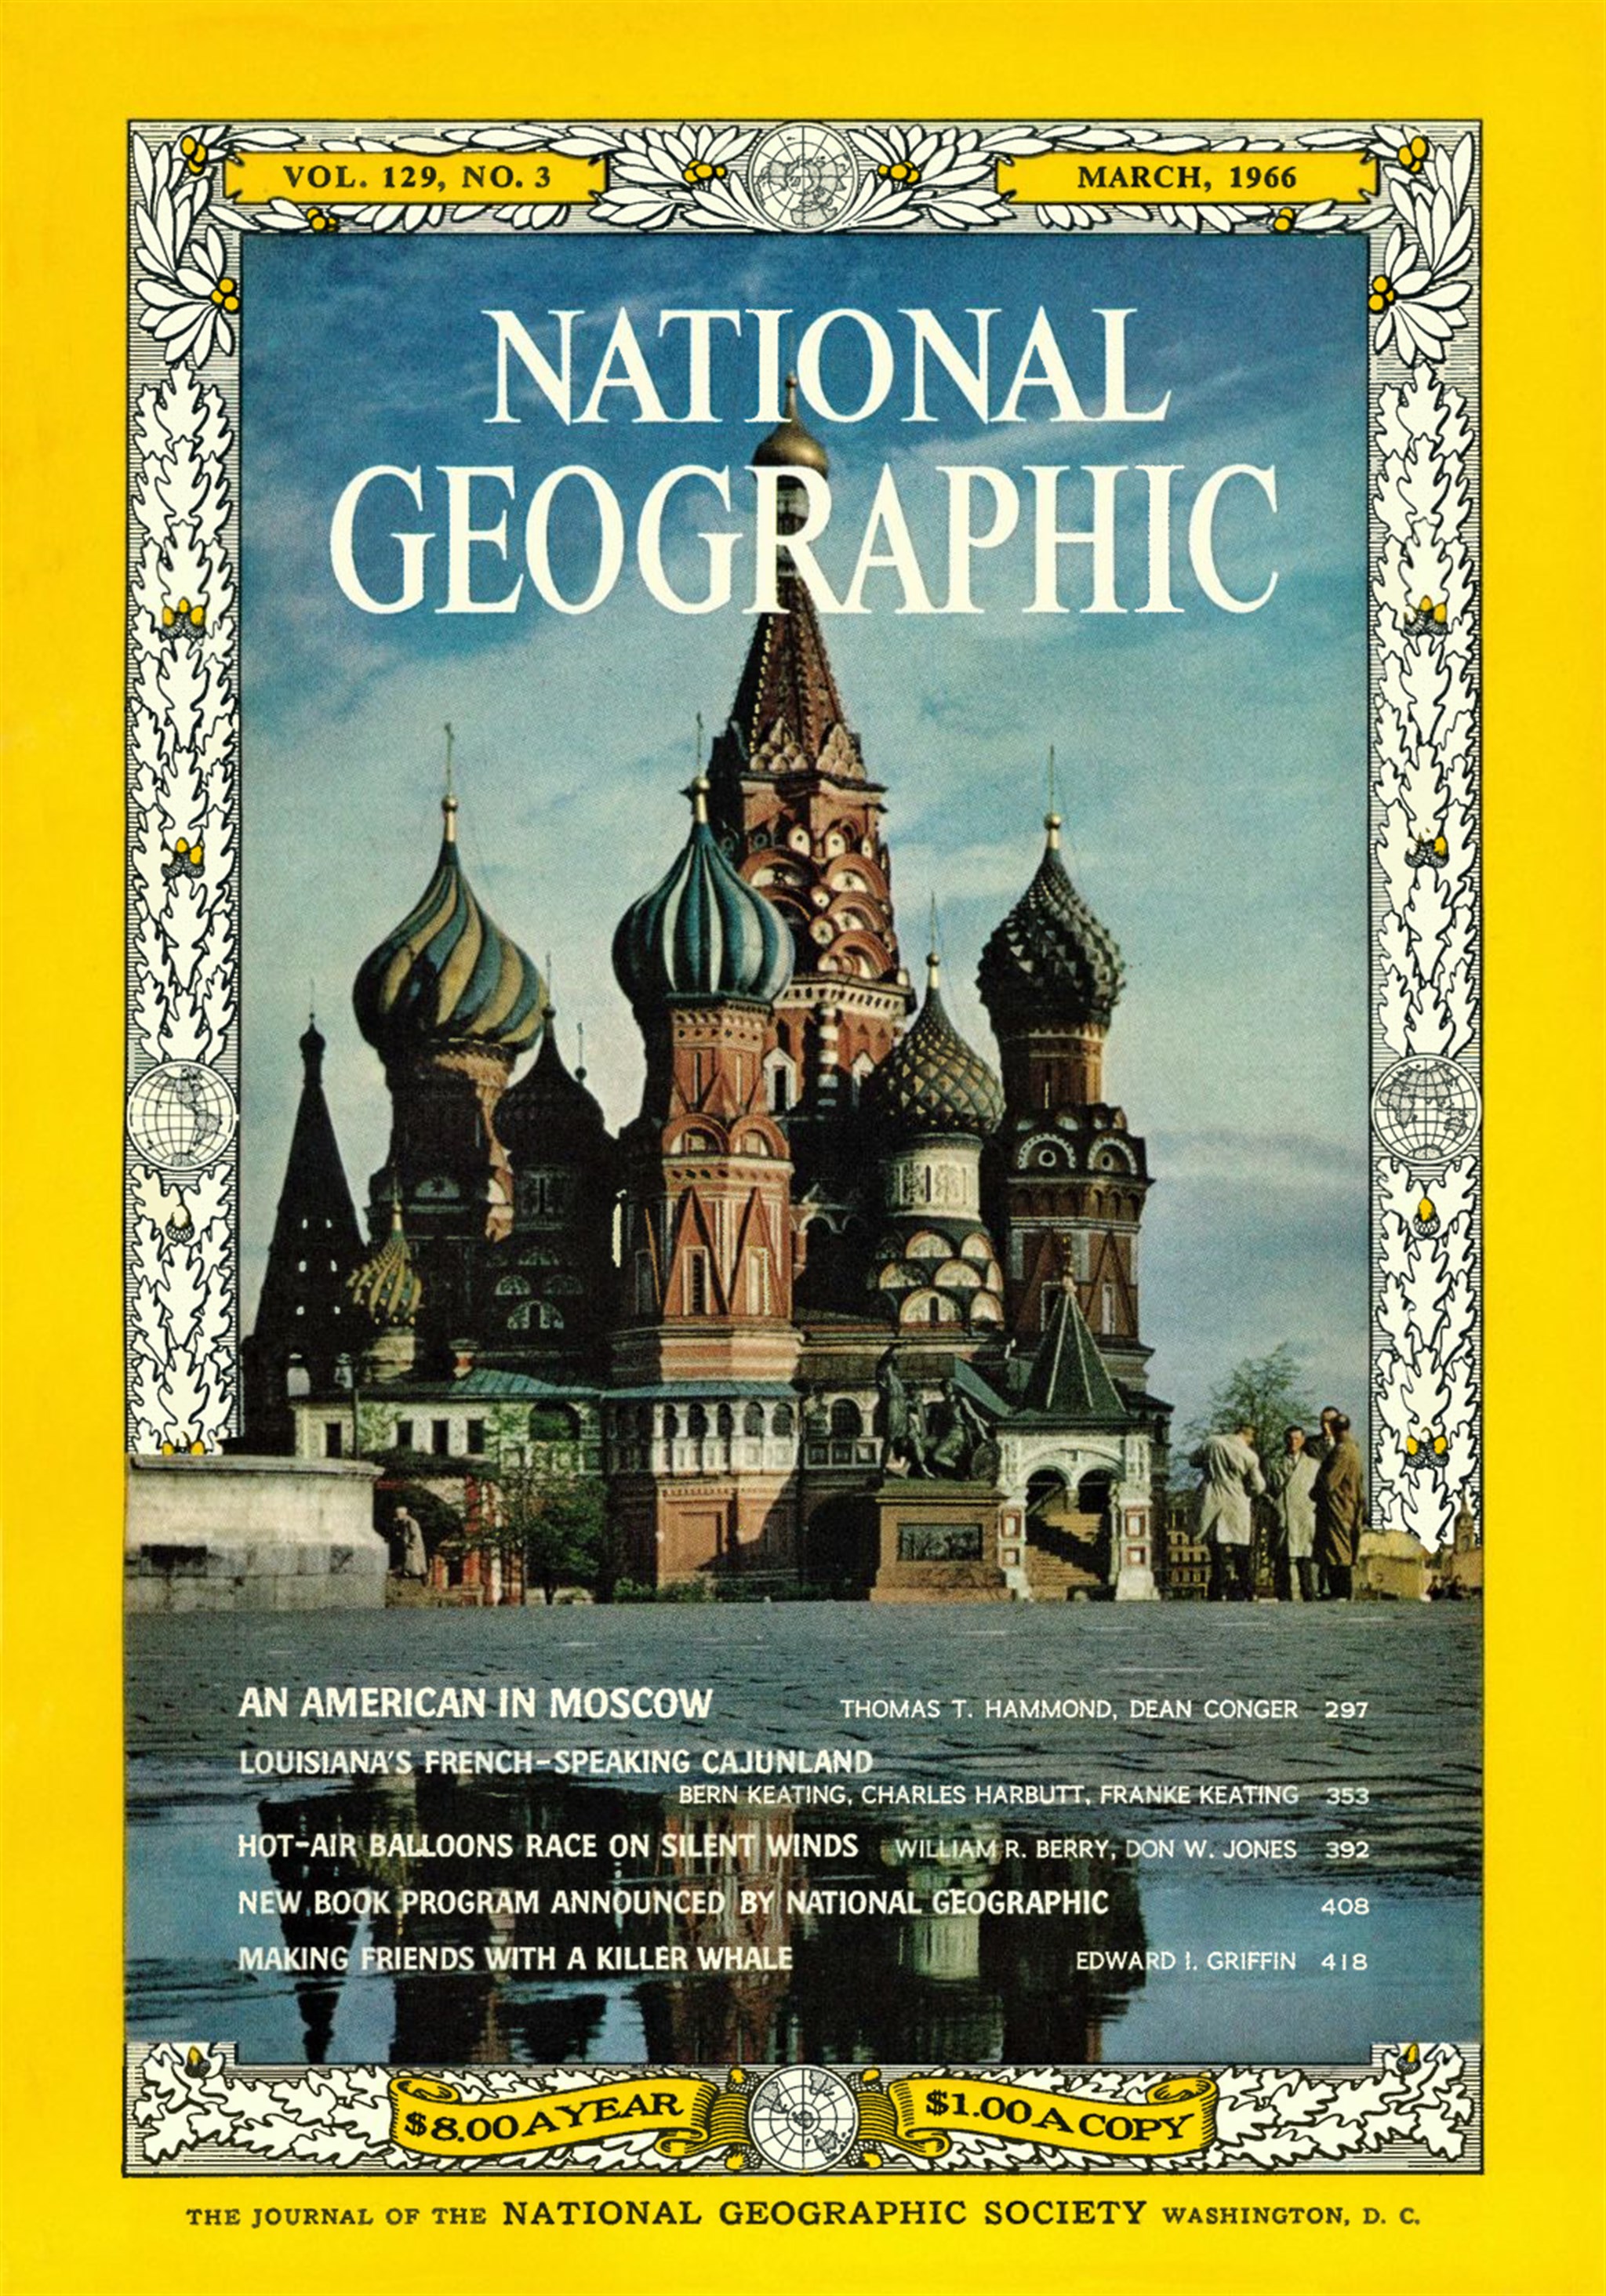 VOL. 129, NO. 3
MARCH, 1966
NATIONAL
GEOGRAPHIC
AN AMERICAN IN MOSCOW THOMAS T. HAMMOND, DEAN CONGER 297
LOUISIANA'S FRENCH-SPEAKING CAJUNLAND
BERN KEATING, CHARLES HARBUTT, FRANKE KEATING 353
HOT-AIR BALLOONS RACE ON SILENT WINDS WILLIAM R. BERRY, DON W. JONES 392
NEW BOOK PROGRAM ANNOUNCED BY NATIONAL GEOGRAPHIC 408
MAKING FRIENDS WITH A KILLER WHALE EDWARD I. GRIFFIN 418
$8.00 A YEAR
$1.00 A COPY
THE JOURNAL OF THE NATIONAL GEOGRAPHIC SOCIETY WASHINGTON, D. C.